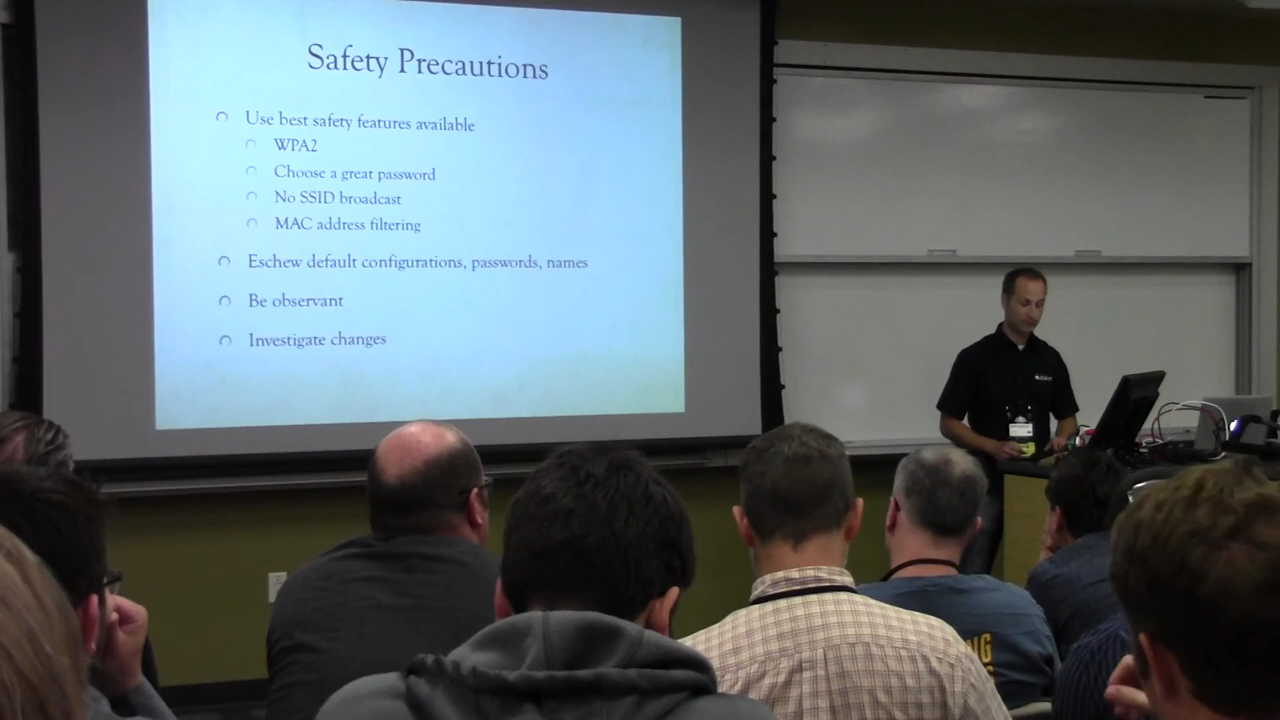 Safety Precautions
Use best safety features available
WPA2
Choose a great password
No SSID broadcast
MAC address filtering
Eschew default configurations, passwords, names
Be observant
Investigate changes
NG